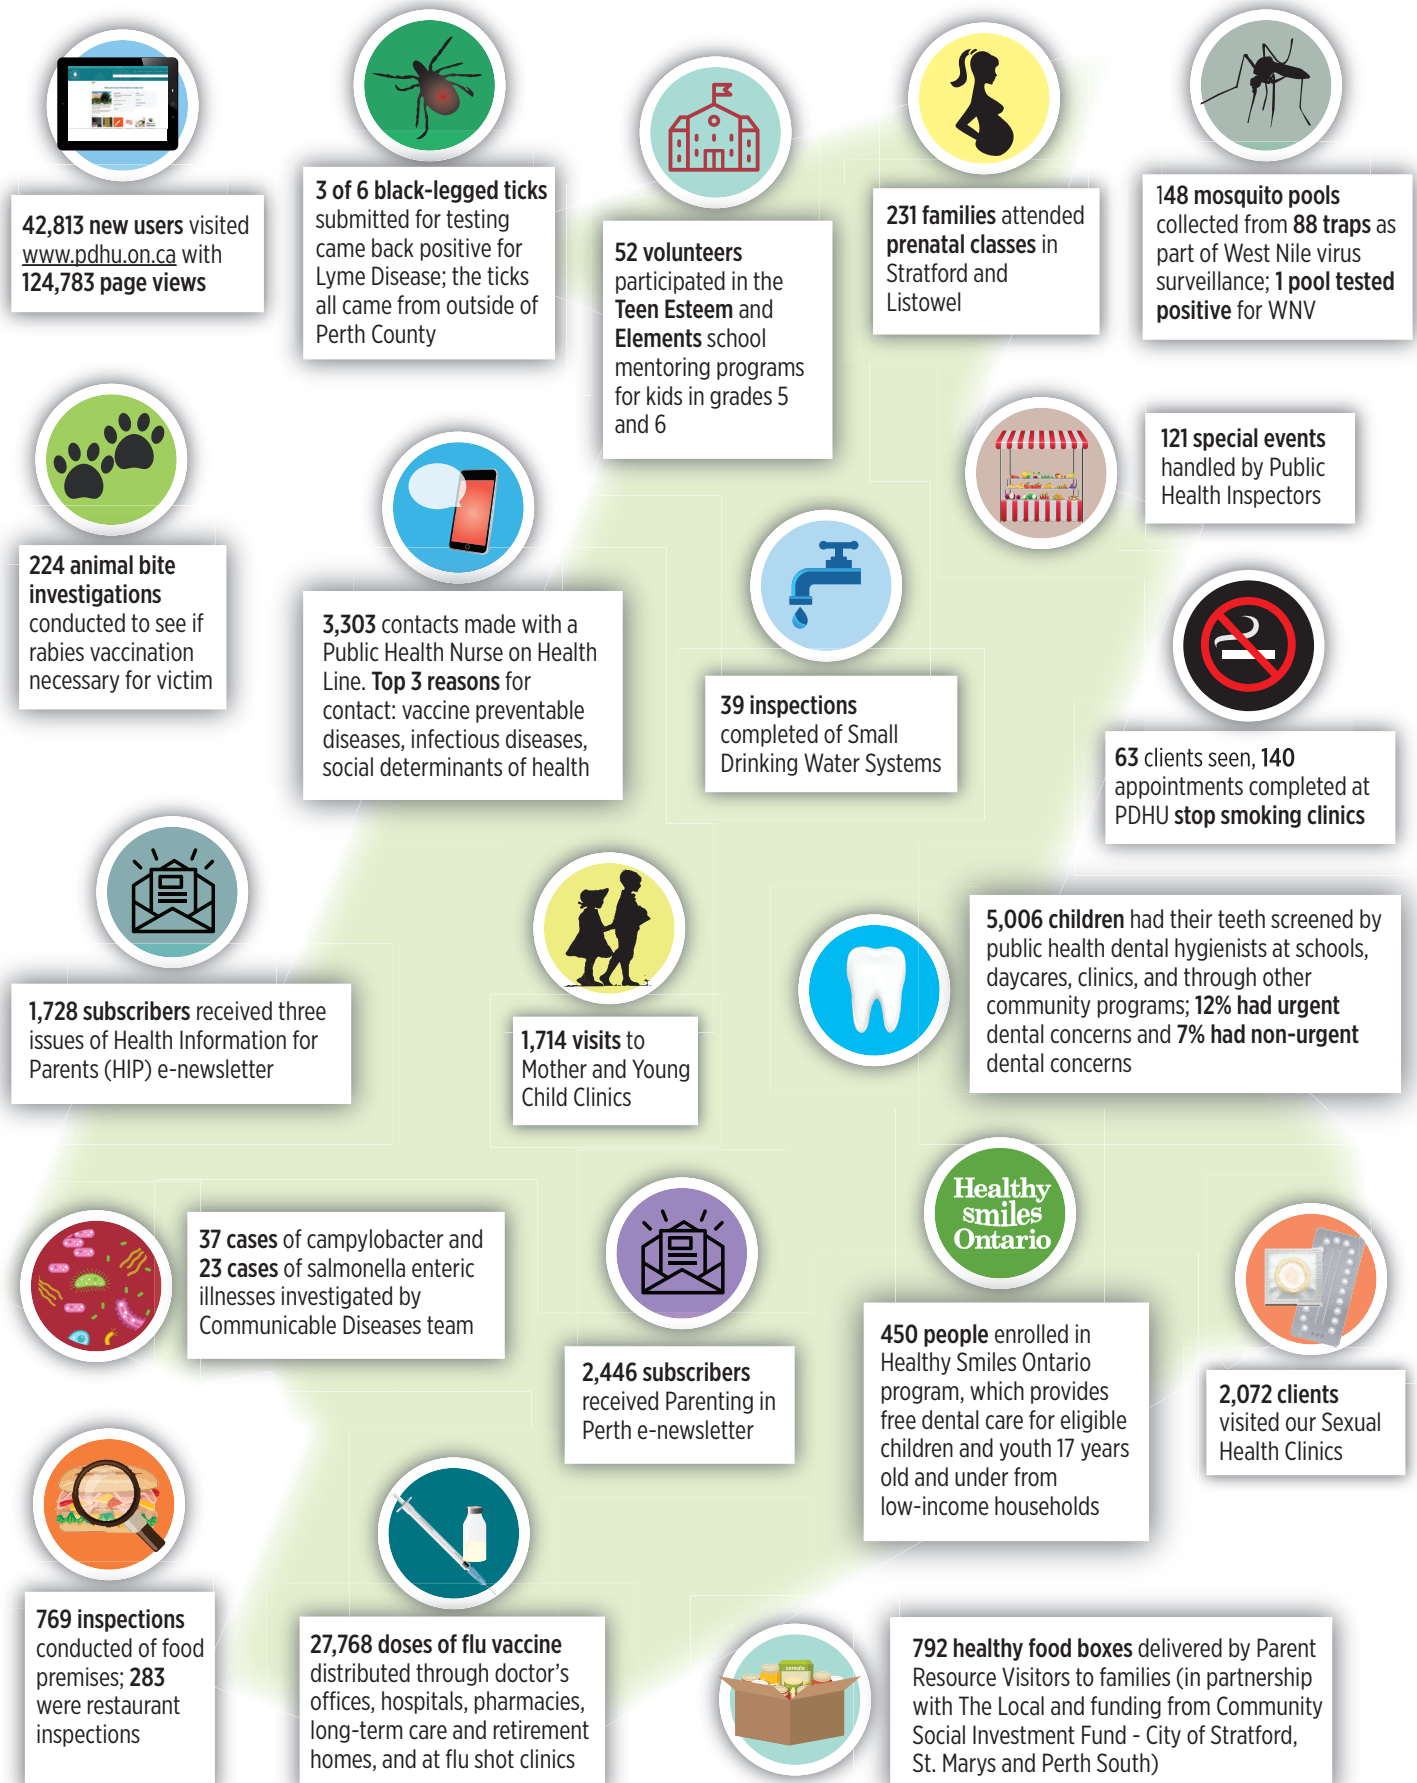 42,813 new users visited
www.pdhu.on.ca with
124,783 page views
3 of 6 black-legged ticks
submitted for testing
came back positive for
Lyme Disease; the ticks
all came from outside of
Perth County
52 volunteers
participated in the
Teen Esteem and
Elements school
mentoring programs
for kids in grades 5
and 6
231 families attended
prenatal classes in
Stratford and
Listowel
148 mosquito pools
collected from 88 traps as
part of West Nile virus
surveillance; 1 pool tested
positive for WNV
224 animal bite
investigations
conducted to see if
rabies vaccination
necessary for victim
3,303 contacts made with a
Public Health Nurse on Health
Line. Top 3 reasons for
contact: vaccine preventable
diseases, infectious diseases,
social determinants of health
39 inspections
completed of Small
Drinking Water Systems
121 special events
handled by Public
Health Inspectors
63 clients seen, 140
appointments completed at
PDHU stop smoking clinics
1,728 subscribers received three
issues of Health Information for
Parents (HIP) e-newsletter
1,714 visits to
Mother and Young
Child Clinics
5,006 children had their teeth screened by
public health dental hygienists at schools,
daycares, clinics, and through other
community programs; 12% had urgent
dental concerns and 7% had non-urgent
dental concerns
37 cases of campylobacter and
23 cases of salmonella enteric
illnesses investigated by
Communicable Diseases team
2,446 subscribers
received Parenting in
Perth e-newsletter
Healthy
smiles
Ontario
450 people enrolled in
Healthy Smiles Ontario
program, which provides
free dental care for eligible
children and youth 17 years
old and under from
low-income households
2,072 clients
visited our Sexual
Health Clinics
769 inspections
conducted of food
premises; 283
were restaurant
inspections
27,768 doses of flu vaccine
distributed through doctor's
offices, hospitals, pharmacies,
long-term care and retirement
homes, and at flu shot clinics
cereals
792 healthy food boxes delivered by Parent
Resource Visitors to families (in partnership
with The Local and funding from Community
Social Investment Fund - City of Stratford,
St. Marys and Perth South)